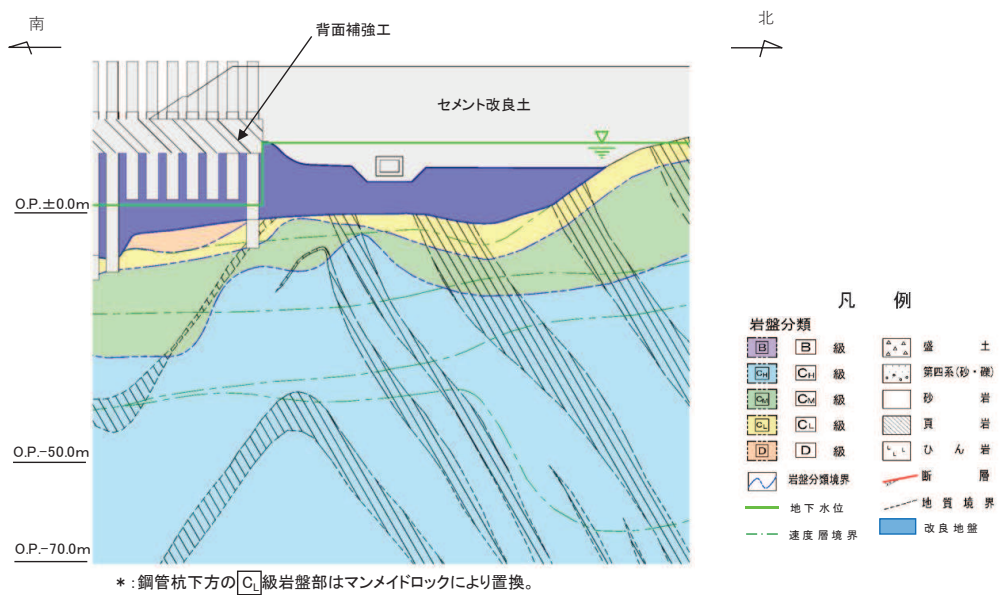 南
北
背面補強工
セメント改良土
O.P.±0.0m
O.P.-50.0m
O.P.-70.0m
*:鋼管杭下方のCL級岩盤部はマンメイドロックにより置換。
凡 例
岩盤分類
B B 級
CH CH 級
CM CM 級
CL CL 級
D D 級
岩盤分類境界
地下水位
速度層境界
盛 土
第四系(砂・礫)
砂 岩
頁 岩
ひ ん 岩
断 層
地質境界
改良地盤